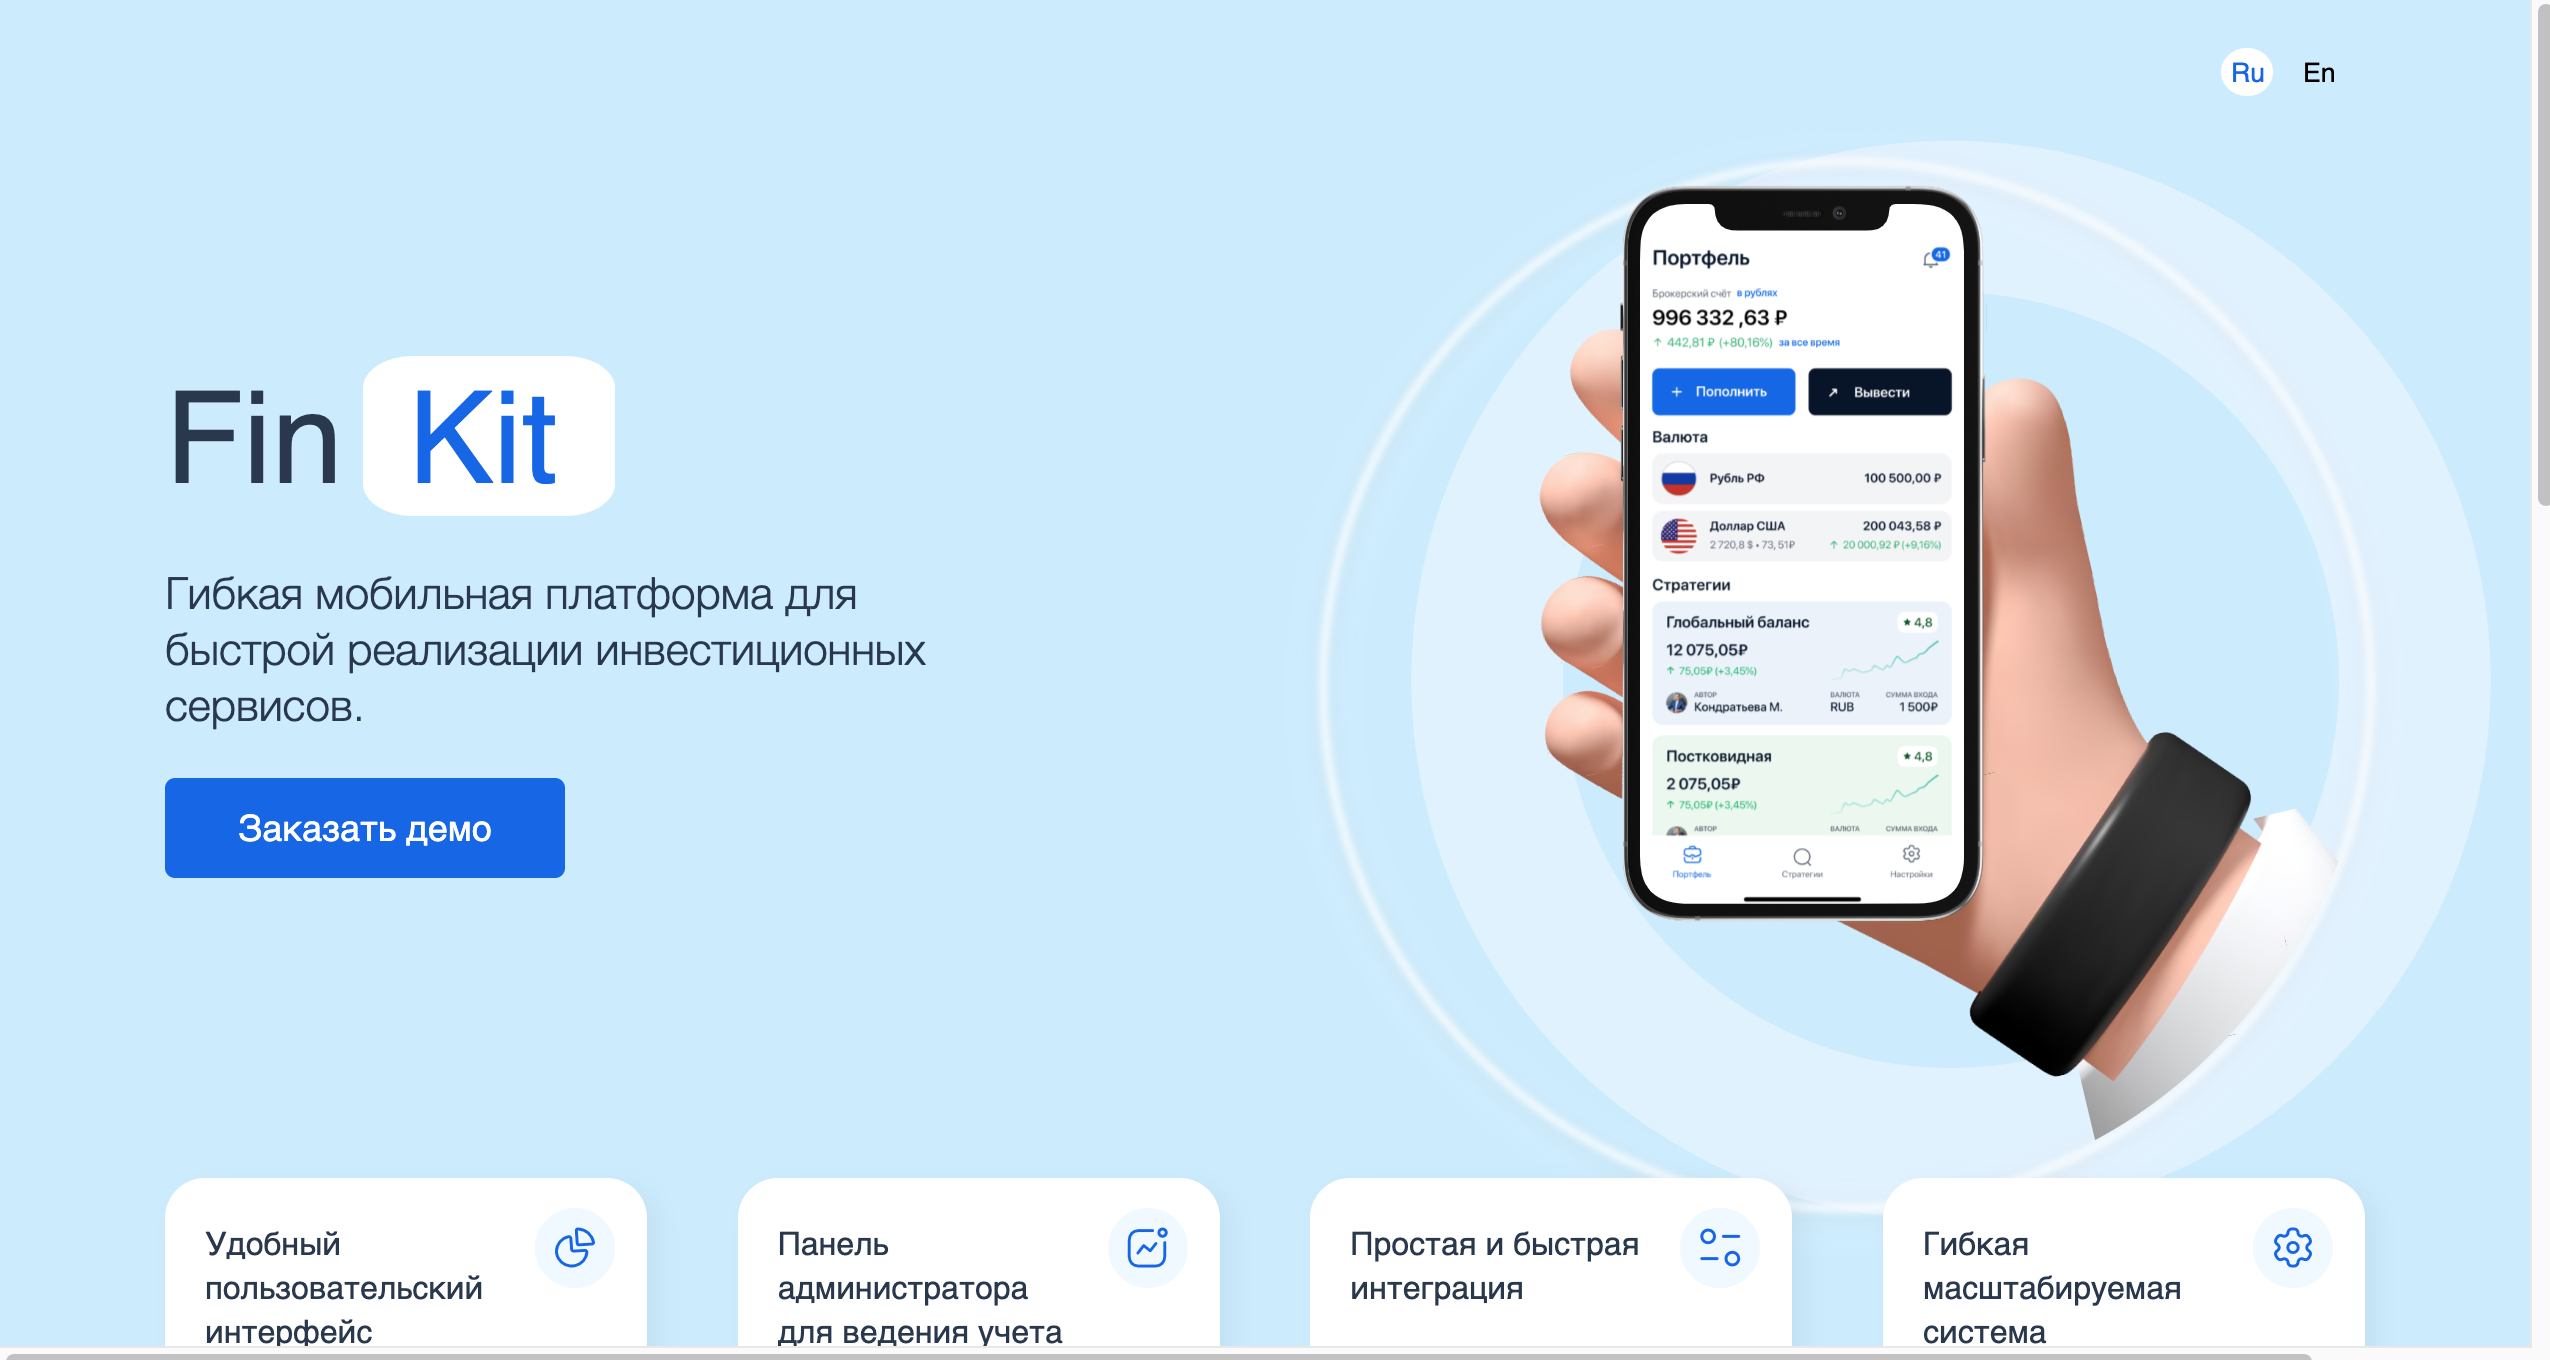 Ru En
Fin Kit
Гибкая мобильная платформа для
быстрой реализации инвестиционных
сервисов.
Заказать демо
Портфель
41
Брокерский счёт в рублях
996 332 ,63 ₽
↑ 442,81 ₽ (+80,16%) за все время
+ Пополнить
↗ Вывести
Валюта
Рубль РФ 100 500,00 ₽
Доллар США 200 043,58 ₽
2 720,8 $ • 73, 51₽ ↑ 20 000,92 ₽ (+9,16%)
Стратегии
Глобальный баланс ★ 4,8
12 075,05₽
↑ 75,05₽ (+3,45%)
АВТОР ВАЛЮТА СУММА ВХОДА
Кондратьева М. RUB 1 500₽
Постковидная ★ 4,8
2 075,05₽
↑ 75,05₽ (+3,45%)
АВТОР ВАЛЮТА СУММА ВХОДА
Портфель Стратегии Настройки
Удобный
пользовательский
интерфейс
Панель
администратора
для ведения учета
Простая и быстрая
интеграция
Гибкая
масштабируемая
система